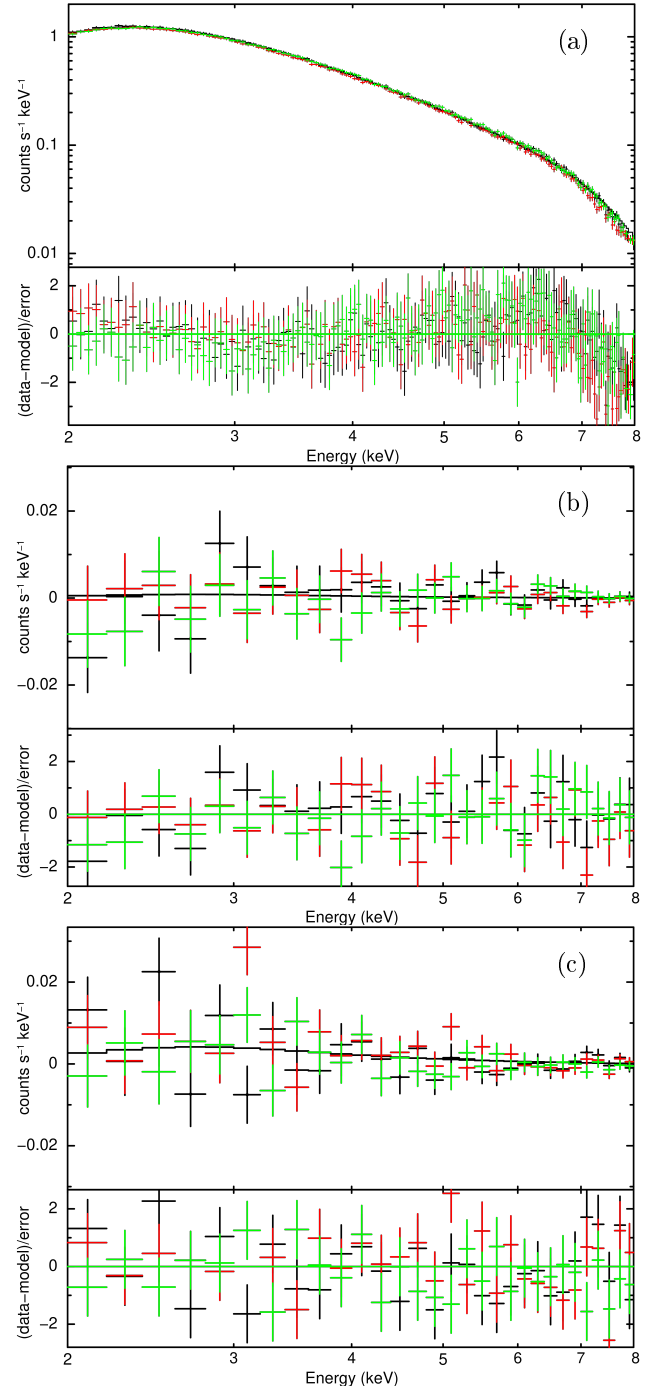 (a)
1
0.1
0.01
counts s⁻¹ keV⁻¹
2
0
−2
(data−model)/error
2 3 4 5 6 7 8
Energy (keV)
(b)
0.02
0
−0.02
counts s⁻¹ keV⁻¹
2
0
−2
(data−model)/error
2 3 4 5 6 7 8
Energy (keV)
(c)
0.02
0
−0.02
counts s⁻¹ keV⁻¹
2
0
−2
(data−model)/error
2 3 4 5 6 7 8
Energy (keV)